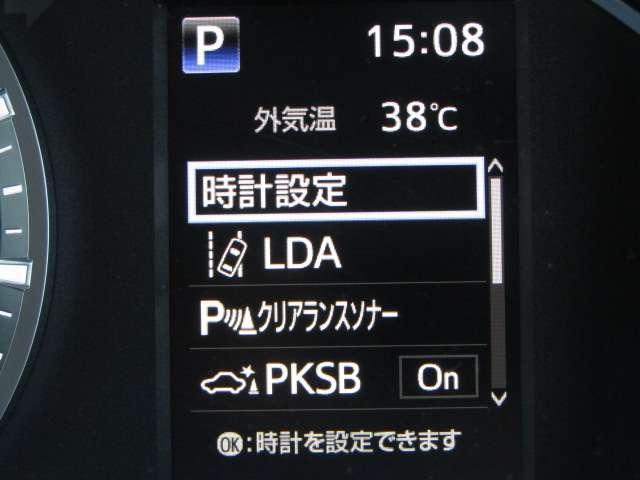 P 15:08
外気温 38℃
時計設定
LDA
Pクリアランスソナー
PKSB On
OK:時計を設定できます